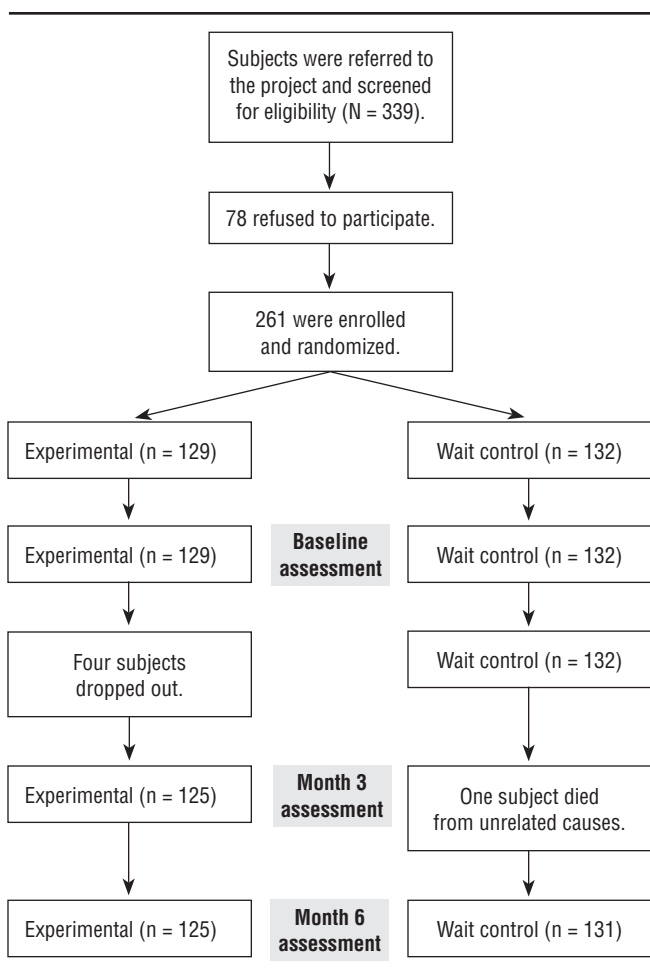 Subjects were referred to
the project and screened
for eligibility (N = 339).
78 refused to participate.
261 were enrolled
and randomized.
Experimental (n = 129)
Wait control (n = 132)
Experimental (n = 129)
Baseline
assessment
Wait control (n = 132)
Four subjects
dropped out.
Wait control (n = 132)
Experimental (n = 125)
Month 3
assessment
One subject died
from unrelated causes.
Experimental (n = 125)
Month 6
assessment
Wait control (n = 131)